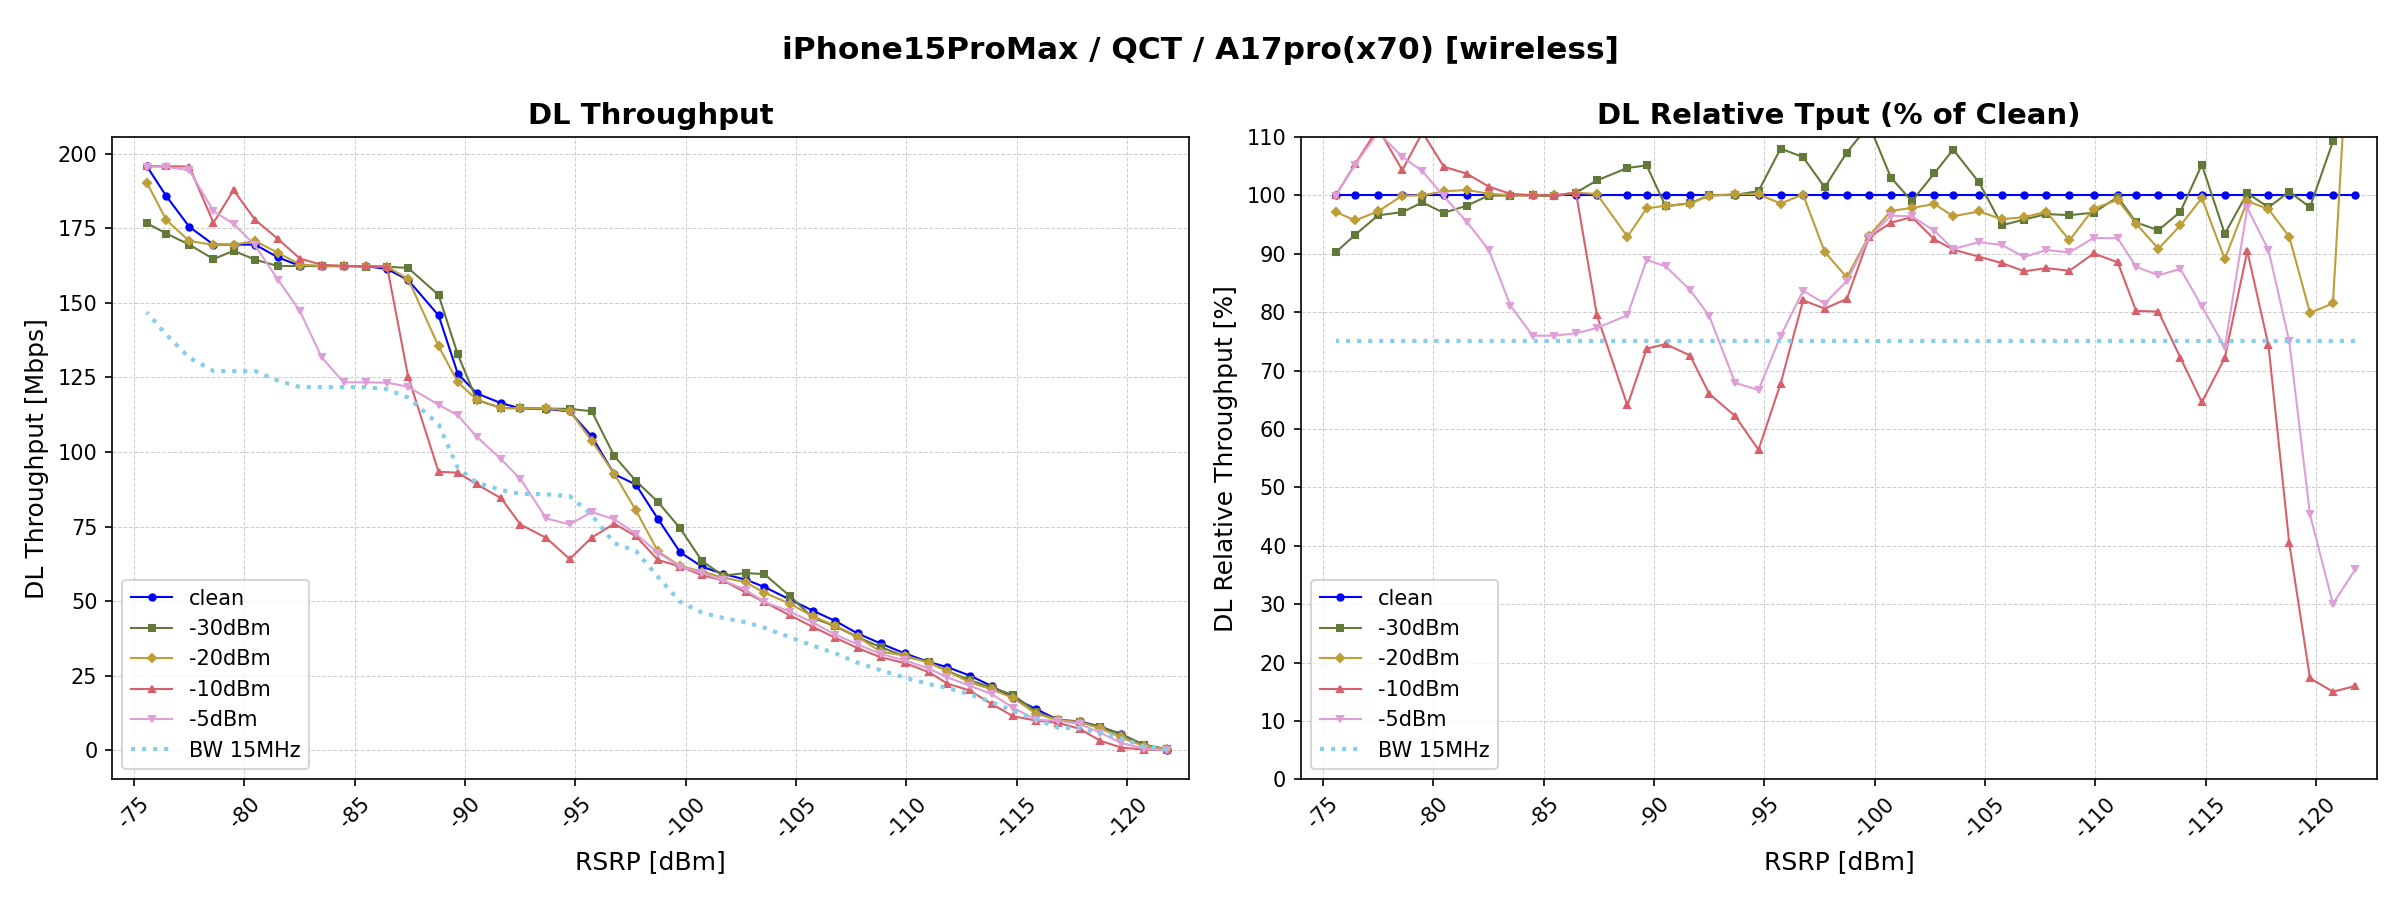 iPhone15ProMax / QCT / A17pro(x70) [wireless]
DL Throughput
DL Throughput [Mbps]
200
175
150
125
100
75
50
25
0
clean
-30dBm
-20dBm
-10dBm
-5dBm
BW 15MHz
-75
-80
-85
-90
-95
-100
-105
-110
-115
-120
RSRP [dBm]
DL Relative Tput (% of Clean)
DL Relative Throughput [%]
110
100
90
80
70
60
50
40
30
20
10
0
clean
-30dBm
-20dBm
-10dBm
-5dBm
BW 15MHz
-75
-80
-85
-90
-95
-100
-105
-110
-115
-120
RSRP [dBm]